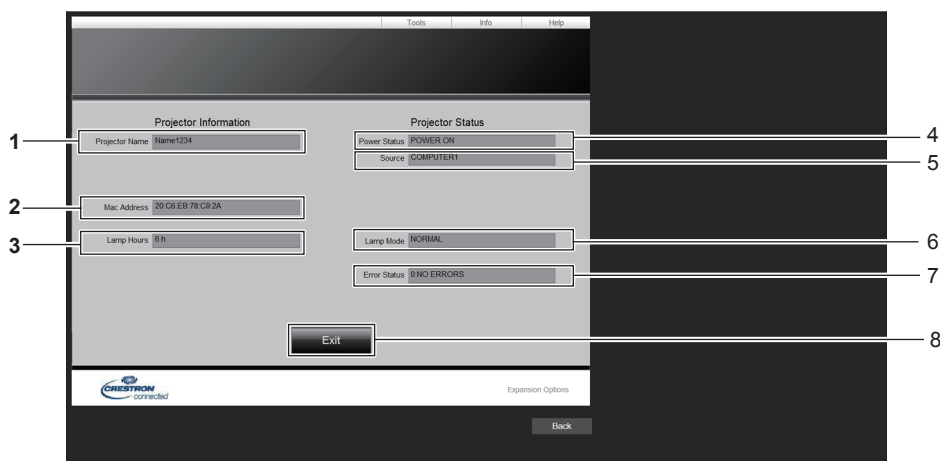 Tools Info Help
Projector Information
Projector Status
1
Projector Name Name1234
Power Status POWER ON
4
Source COMPUTER1
5
2
Mac Address 20:C6:EB:78:C9:2A
3
Lamp Hours 6 h
Lamp Mode NORMAL
6
Error Status 0:NO ERRORS
7
Exit
8
CRESTRON
connected
Expansion Options
Back